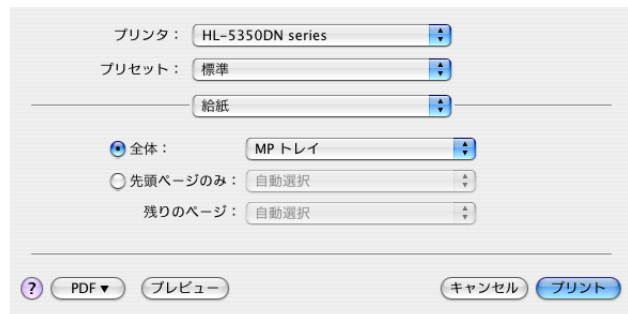 プリンタ： HL-5350DN series
プリセット： 標準
給紙
全体： MP トレイ
先頭ページのみ： 自動選択
残りのページ： 自動選択
? PDF▼ プレビュー キャンセル プリント